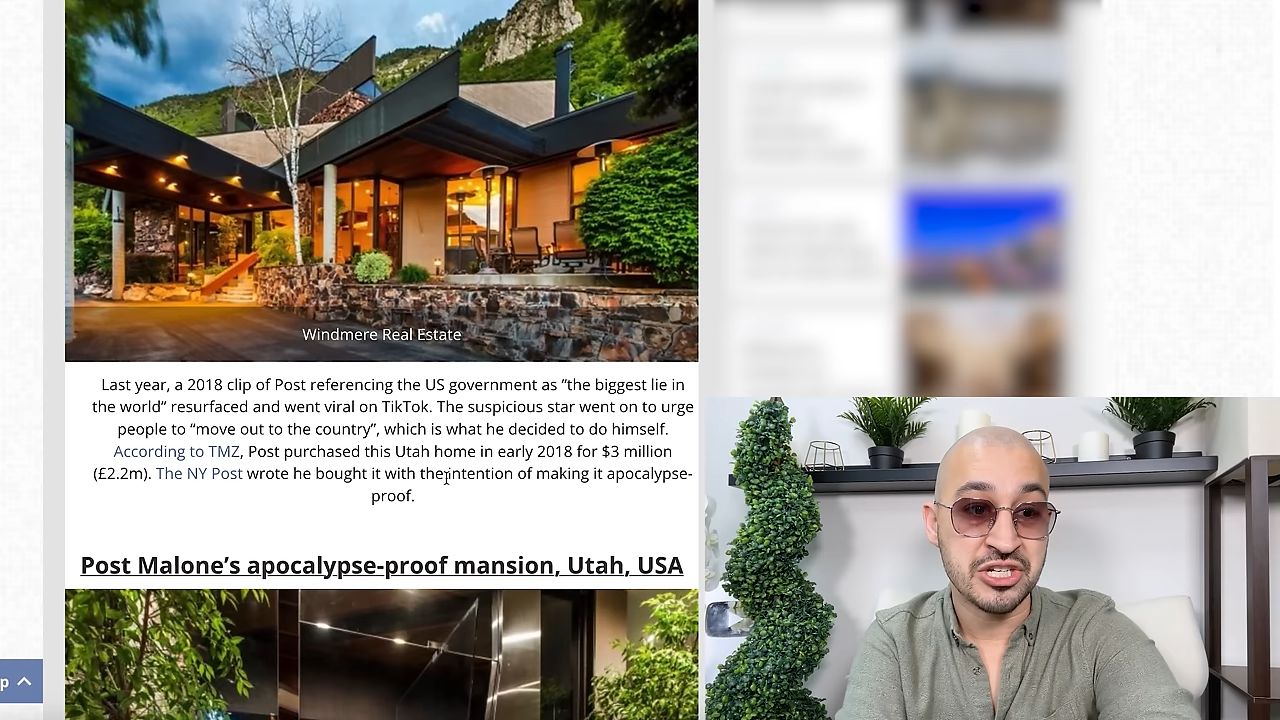 Windmere Real Estate
Last year, a 2018 clip of Post referencing the US government as "the biggest lie in
the world" resurfaced and went viral on TikTok. The suspicious star went on to urge
people to "move out to the country", which is what he decided to do himself.
According to TMZ, Post purchased this Utah home in early 2018 for $3 million
(£2.2m). The NY Post wrote he bought it with the intention of making it apocalypse-
proof.
Post Malone's apocalypse-proof mansion, Utah, USA
p